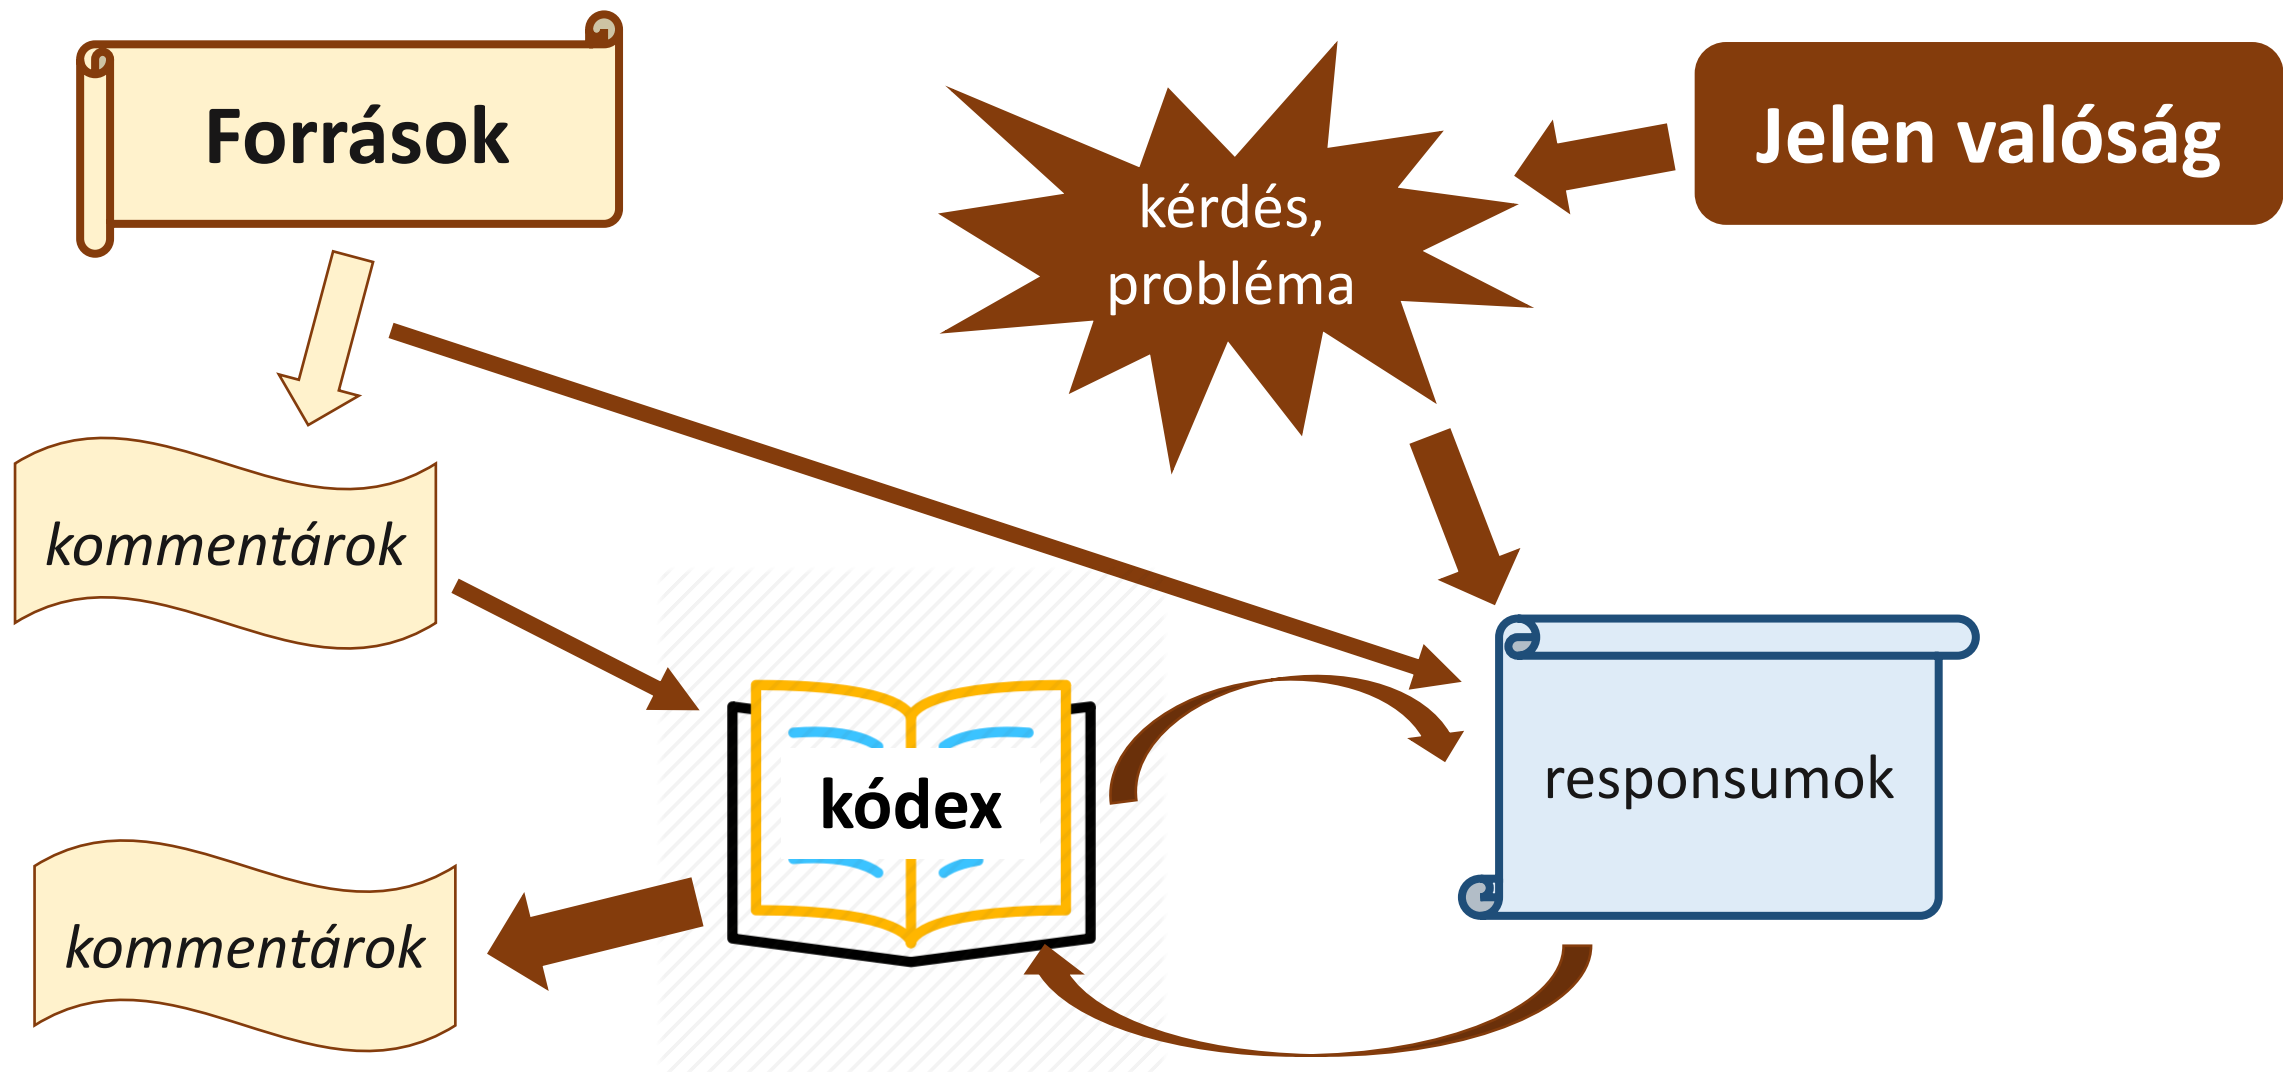 Források
Jelen valóság
kérdés,
probléma
kommentárok
kódex
responsumok
kommentárok